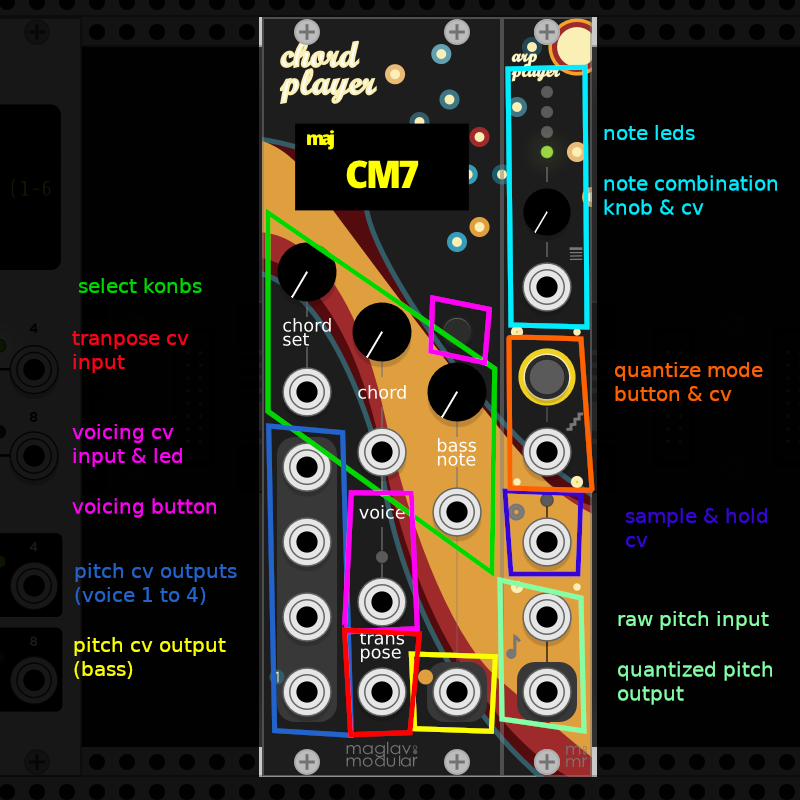 chord
player
arp
player
maj
CM7
(1-6
note leds
note combination
knob & cv
select konbs
chord
set
tranpose cv
input
4
8
chord
quantize mode
button & cv
voicing cv
input & led
bass
note
voicing button
voice
sample & hold
cv
4
pitch cv outputs
(voice 1 to 4)
raw pitch input
8
pitch cv output
(bass)
trans
pose
quantized pitch
output
maglav
modular